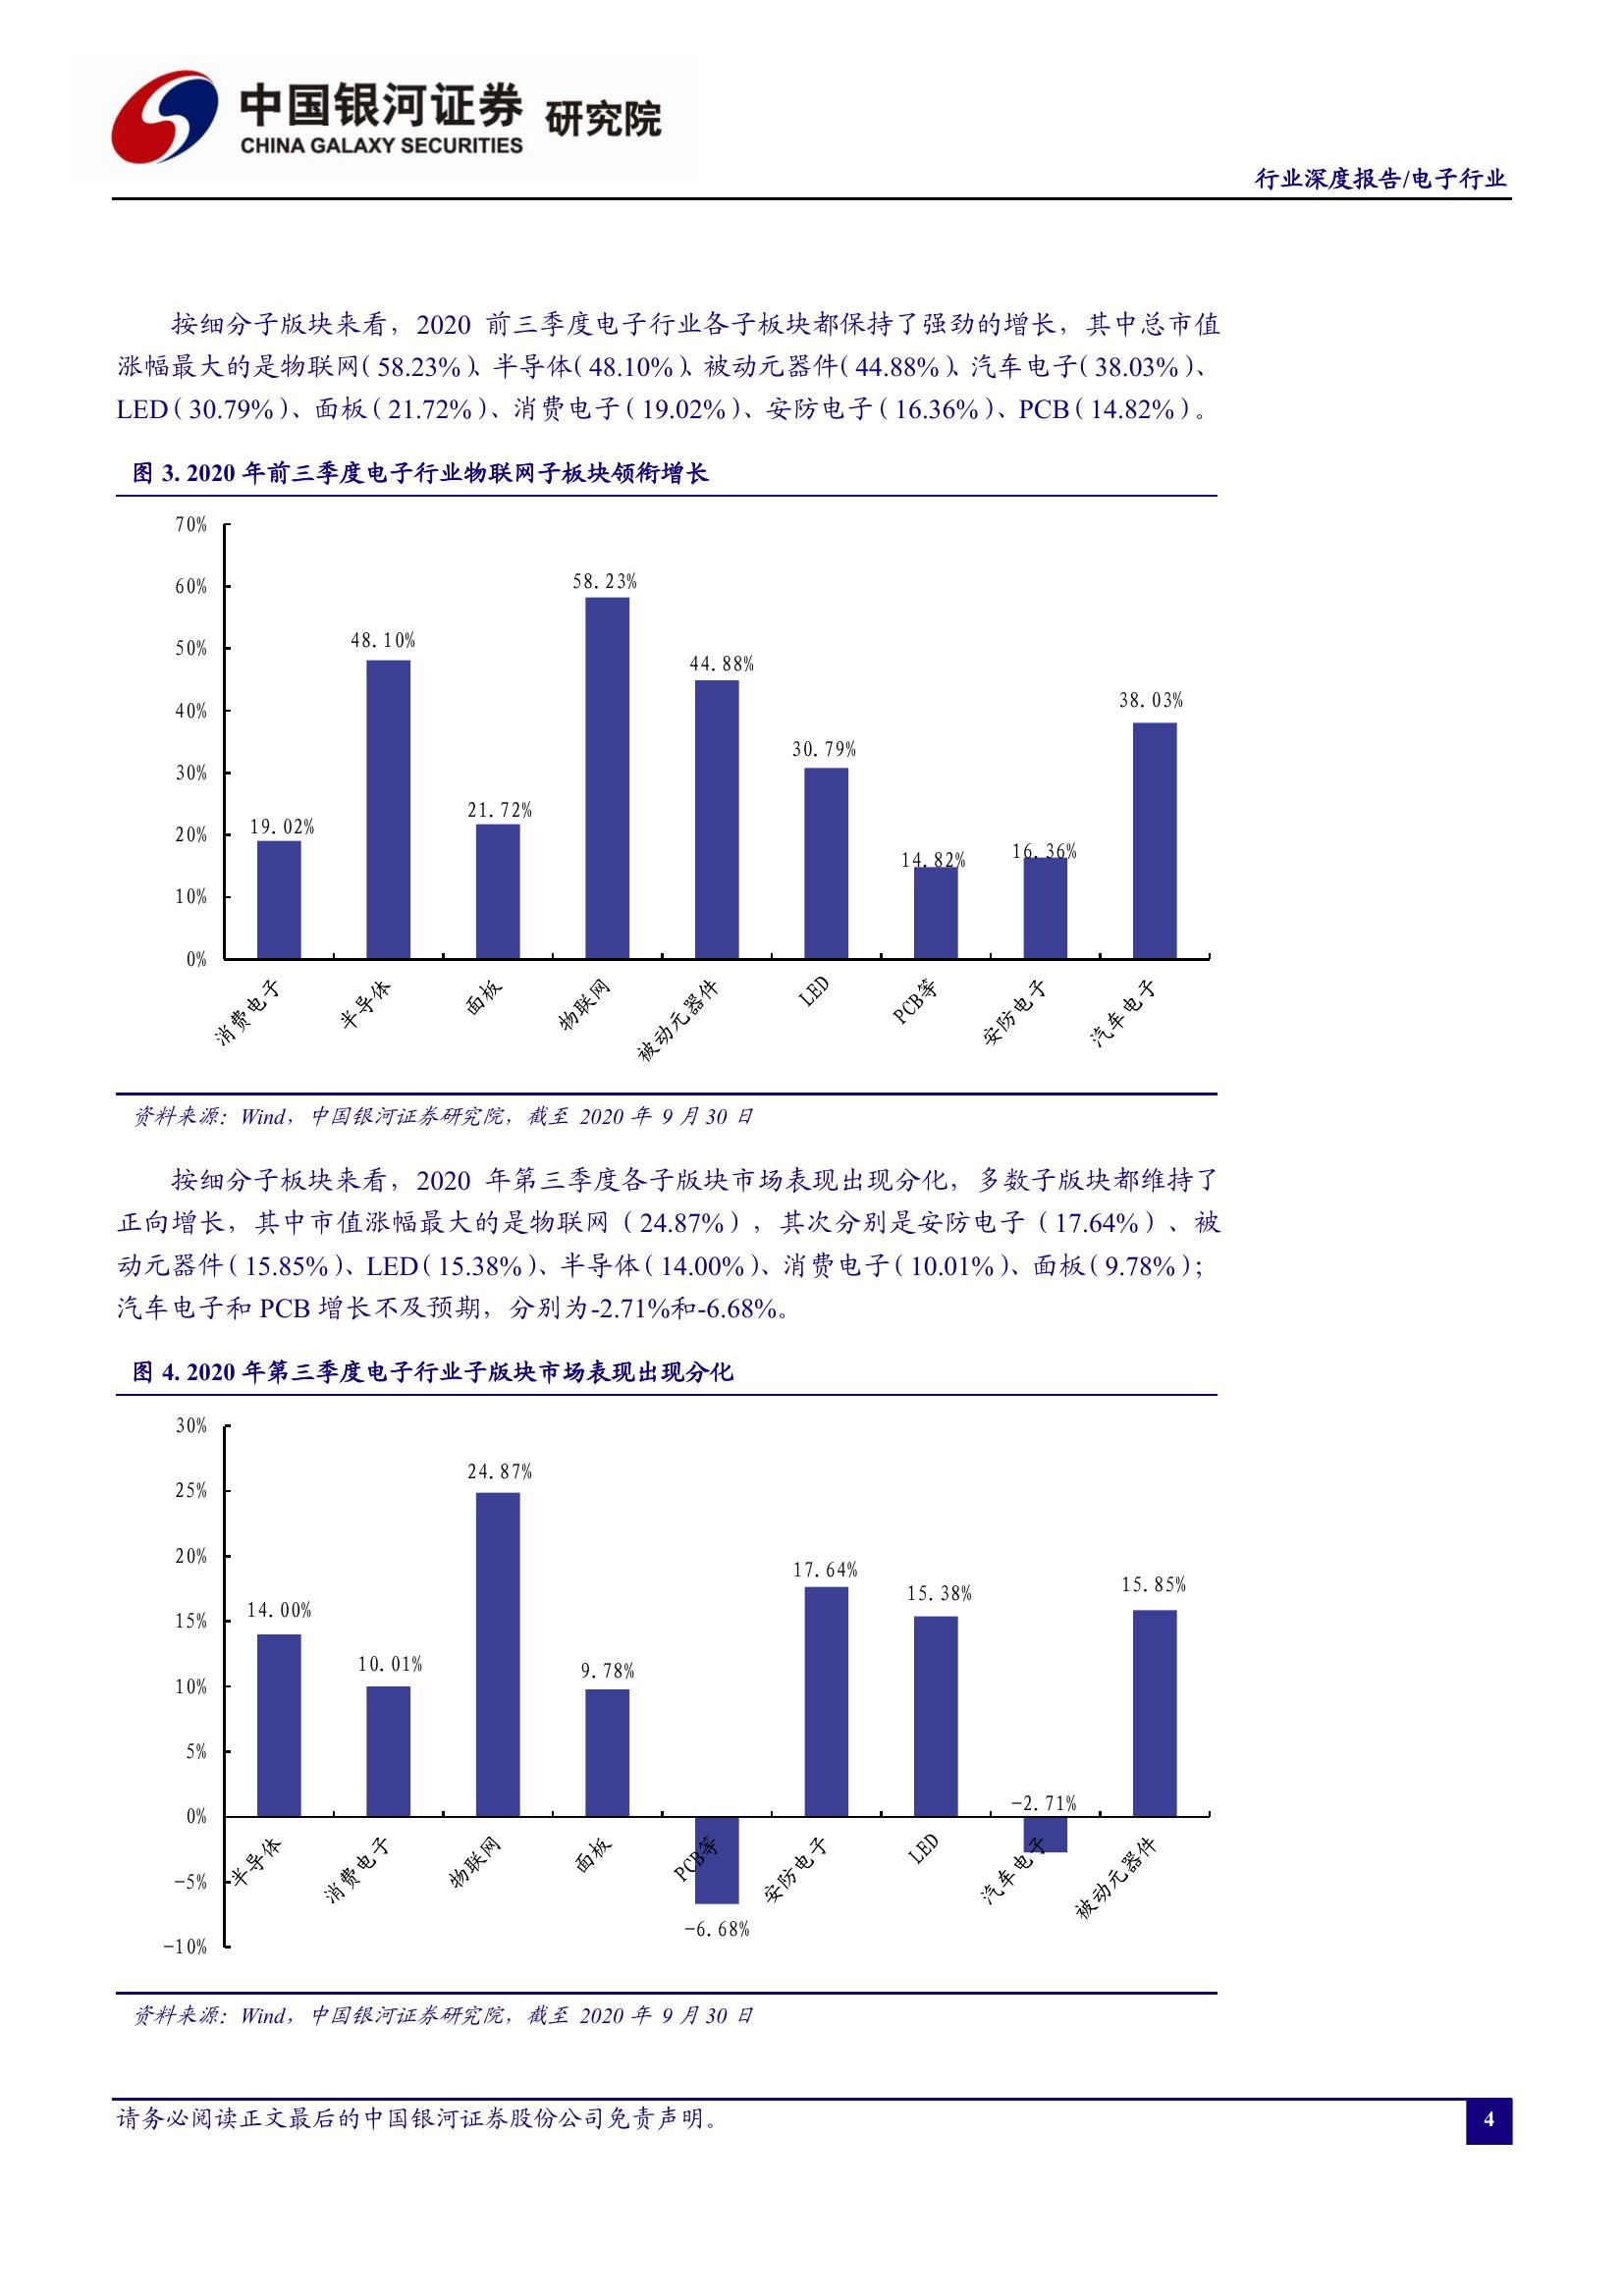 中国银河证券 研究院
CHINA GALAXY SECURITIES
行业深度报告/电子行业
按细分子版块来看，2020 前三季度电子行业各子板块都保持了强劲的增长，其中总市值
涨幅最大的是物联网（58.23%）、半导体（48.10%）、被动元器件（44.88%）、汽车电子（38.03%）、
LED（30.79%）、面板（21.72%）、消费电子（19.02%）、安防电子（16.36%）、PCB（14.82%）。
图 3. 2020 年前三季度电子行业物联网子板块领衔增长
70%
60%
50%
40%
30%
20%
10%
0%
19.02%
48.10%
21.72%
58.23%
44.88%
30.79%
14.82%
16.36%
38.03%
消费电子
半导体
面板
物联网
被动元器件
LED
PCB等
安防电子
汽车电子
资料来源：Wind，中国银河证券研究院，截至 2020 年 9 月 30 日
按细分子板块来看，2020 年第三季度各子版块市场表现出现分化，多数子版块都维持了
正向增长，其中市值涨幅最大的是物联网（24.87%），其次分别是安防电子（17.64%）、被
动元器件（15.85%）、LED（15.38%）、半导体（14.00%）、消费电子（10.01%）、面板（9.78%）；
汽车电子和 PCB 增长不及预期，分别为-2.71%和-6.68%。
图 4. 2020 年第三季度电子行业子版块市场表现出现分化
30%
25%
20%
15%
10%
5%
0%
-5%
-10%
14.00%
10.01%
24.87%
9.78%
-6.68%
17.64%
15.38%
-2.71%
15.85%
半导体
消费电子
物联网
面板
PCB等
安防电子
LED
汽车电子
被动元器件
资料来源：Wind，中国银河证券研究院，截至 2020 年 9 月 30 日
请务必阅读正文最后的中国银河证券股份公司免责声明。
4